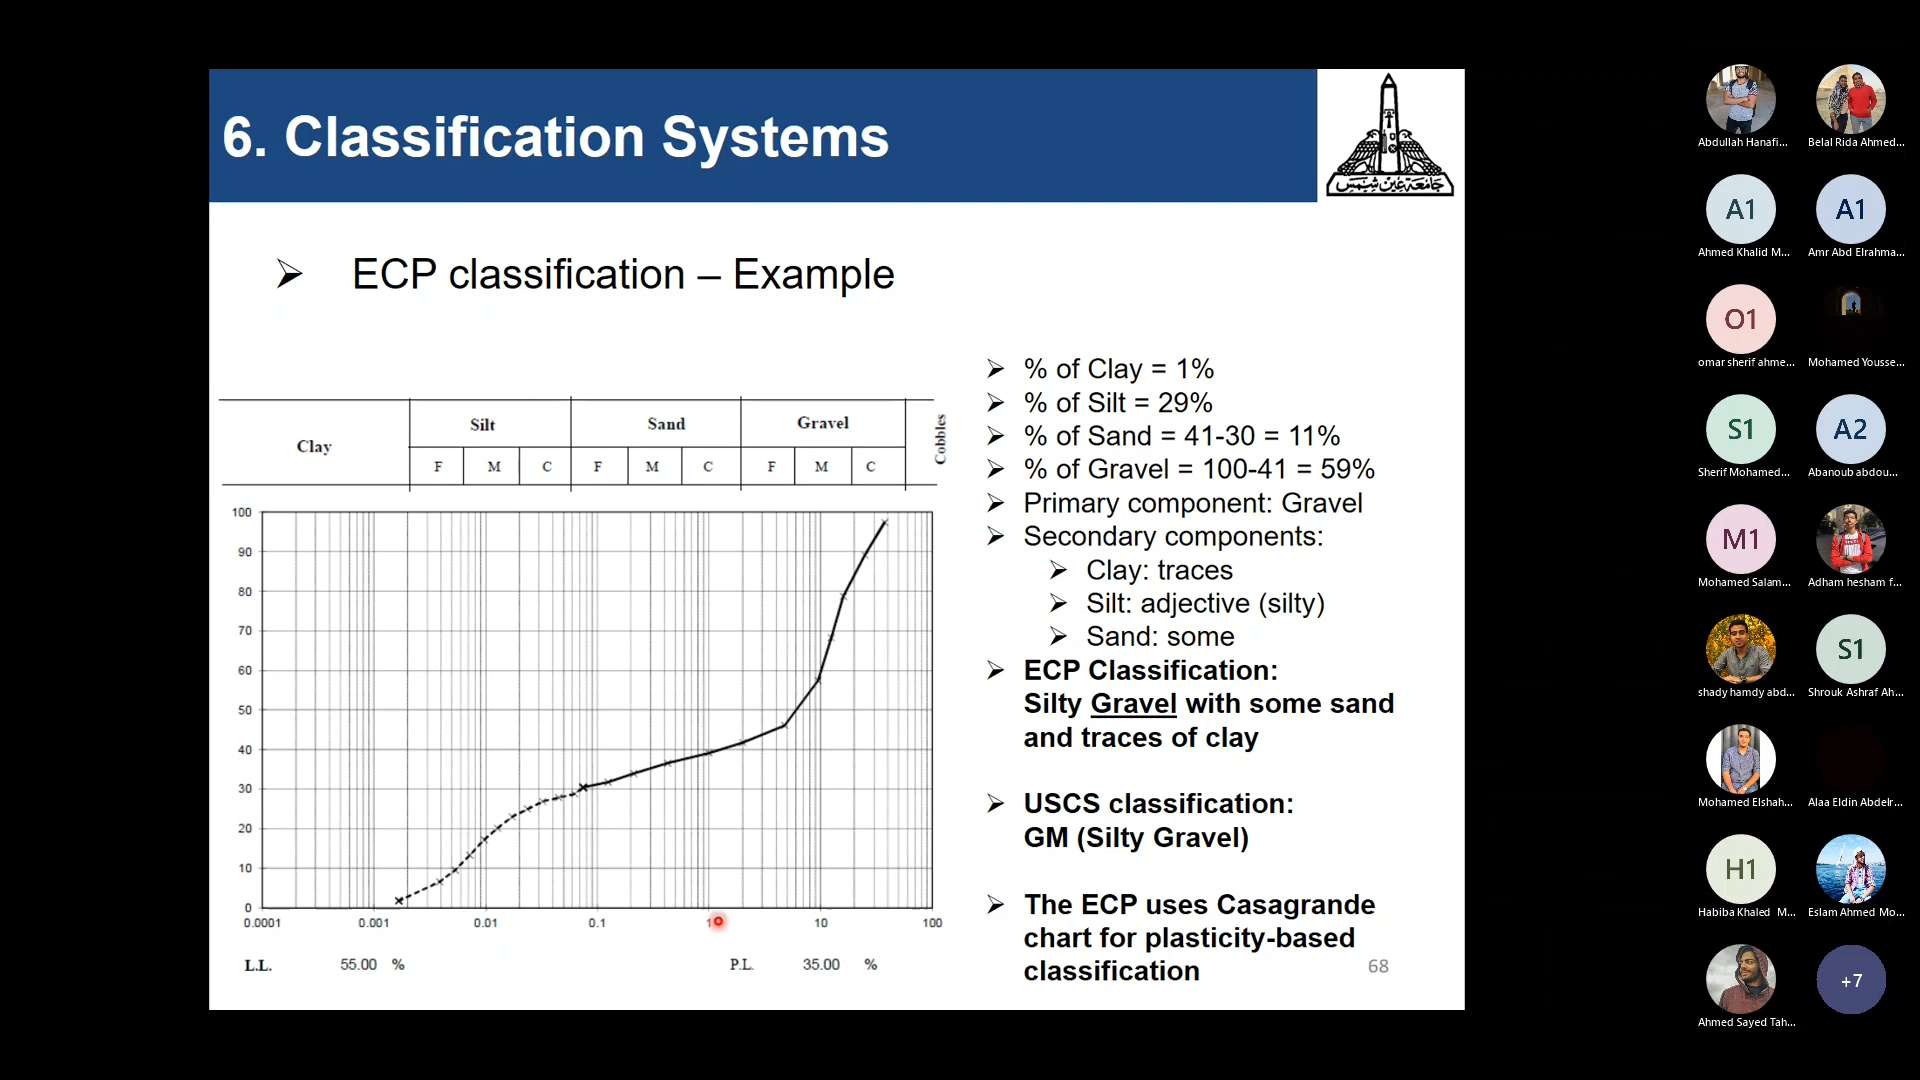 6. Classification Systems
جامعة عين شمس
➢ ECP classification – Example
Clay
Silt
Sand
Gravel
Cobbles
F M C F M C F M C
100
90
80
70
60
50
40
30
20
10
0
0.0001 0.001 0.01 0.1 1 10 100
L.L. 55.00 % P.L. 35.00 %
➢ % of Clay = 1%
➢ % of Silt = 29%
➢ % of Sand = 41-30 = 11%
➢ % of Gravel = 100-41 = 59%
➢ Primary component: Gravel
➢ Secondary components:
➢ Clay: traces
➢ Silt: adjective (silty)
➢ Sand: some
➢ ECP Classification:
Silty Gravel with some sand
and traces of clay
➢ USCS classification:
GM (Silty Gravel)
➢ The ECP uses Casagrande
chart for plasticity-based
classification
68
Abdullah Hanafi...
Belal Rida Ahmed...
A1
Ahmed Khalid M...
A1
Amr Abd Elrahma...
O1
omar sherif ahme...
Mohamed Yousse...
S1
Sherif Mohamed...
A2
Abanoub abdou...
M1
Mohamed Salam...
Adham hesham f...
shady hamdy abd...
S1
Shrouk Ashraf Ah...
Mohamed Elshah...
Alaa Eldin Abdelr...
H1
Habiba Khaled M...
Eslam Ahmed Mo...
Ahmed Sayed Tah...
+7